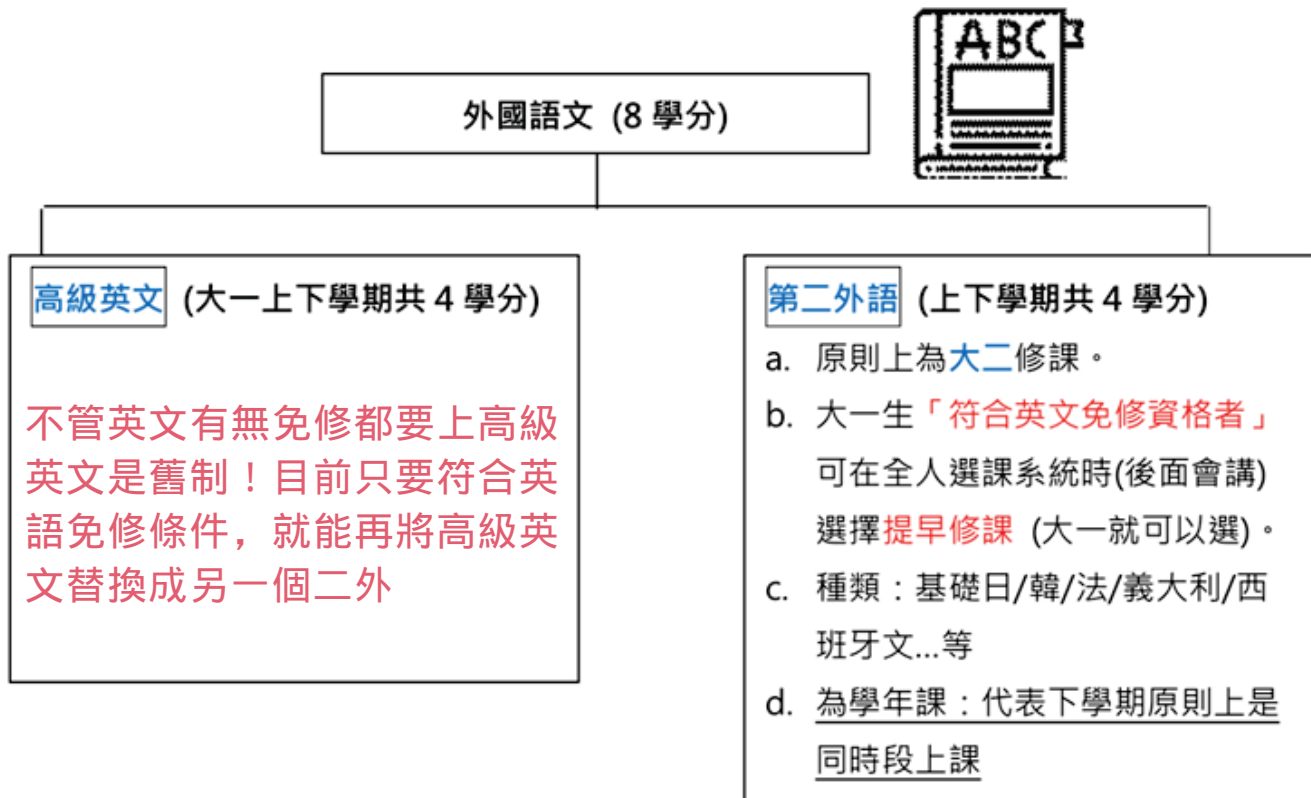 ABC
外國語文 (8 學分)
高級英文 (大一上下學期共 4 學分)
不管英文有無免修都要上高級
英文是舊制！目前只要符合英
語免修條件，就能再將高級英
文替換成另一個二外
第二外語 (上下學期共 4 學分)
a. 原則上為大二修課。
b. 大一生「符合英文免修資格者」
可在全人選課系統時(後面會講)
選擇提早修課 (大一就可以選)。
c. 種類：基礎日/韓/法/義大利/西
班牙文...等
d. 為學年課：代表下學期原則上是
同時段上課